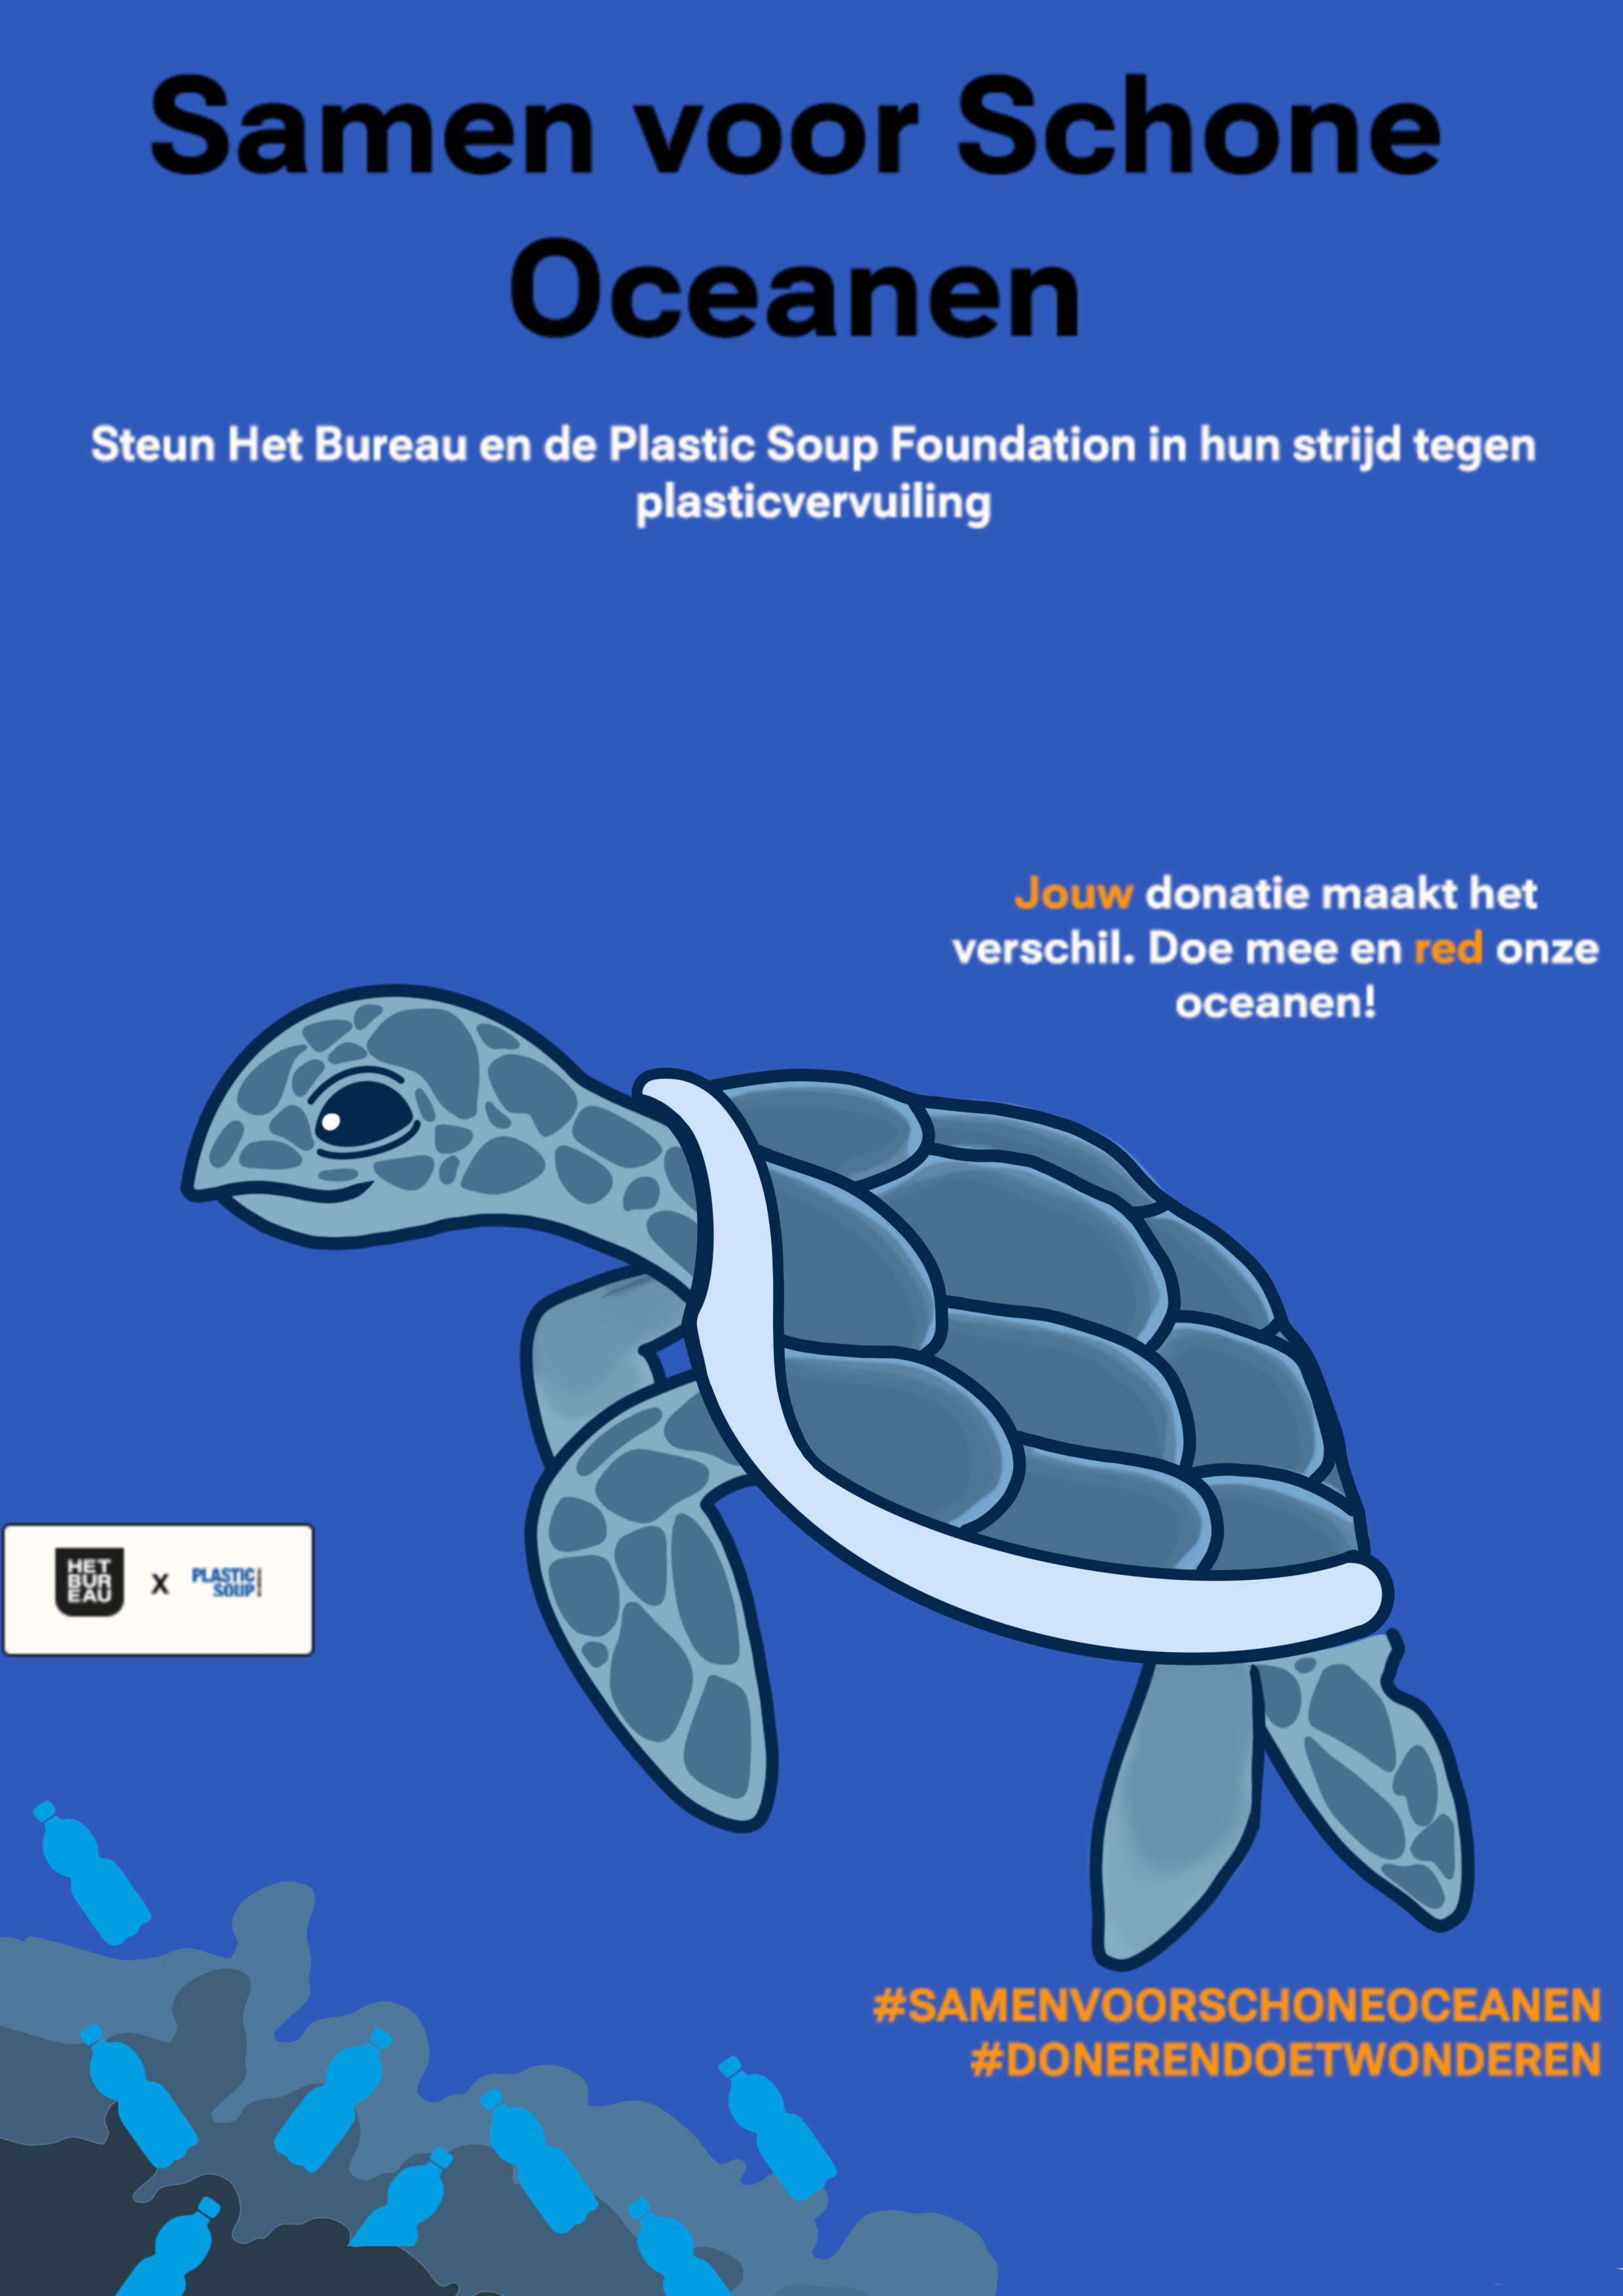 Samen voor Schone
Oceanen
Steun Het Bureau en de Plastic Soup Foundation in hun strijd tegen
plasticvervuiling
Jouw donatie maakt het
verschil. Doe mee en red onze
oceanen!
HET
BUR
EAU
X
PLASTIC
SOUP
#SAMENVOORSCHONEOCEANEN
#DONERENDOETWONDEREN